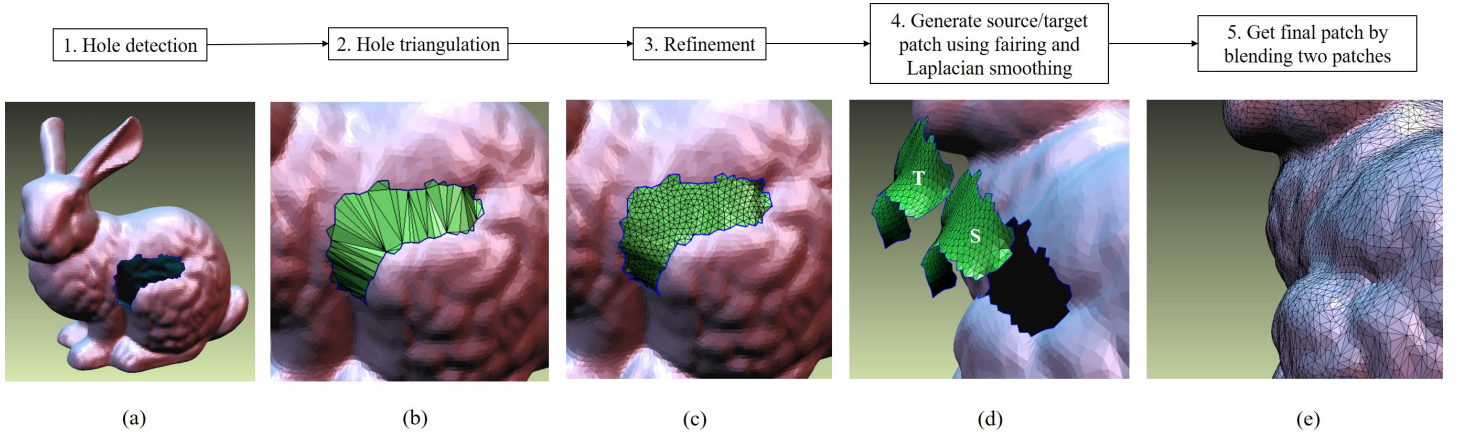 1. Hole detection
2. Hole triangulation
3. Refinement
4. Generate source/target
patch using fairing and
Laplacian smoothing
5. Get final patch by
blending two patches
T
S
(a)
(b)
(c)
(d)
(e)